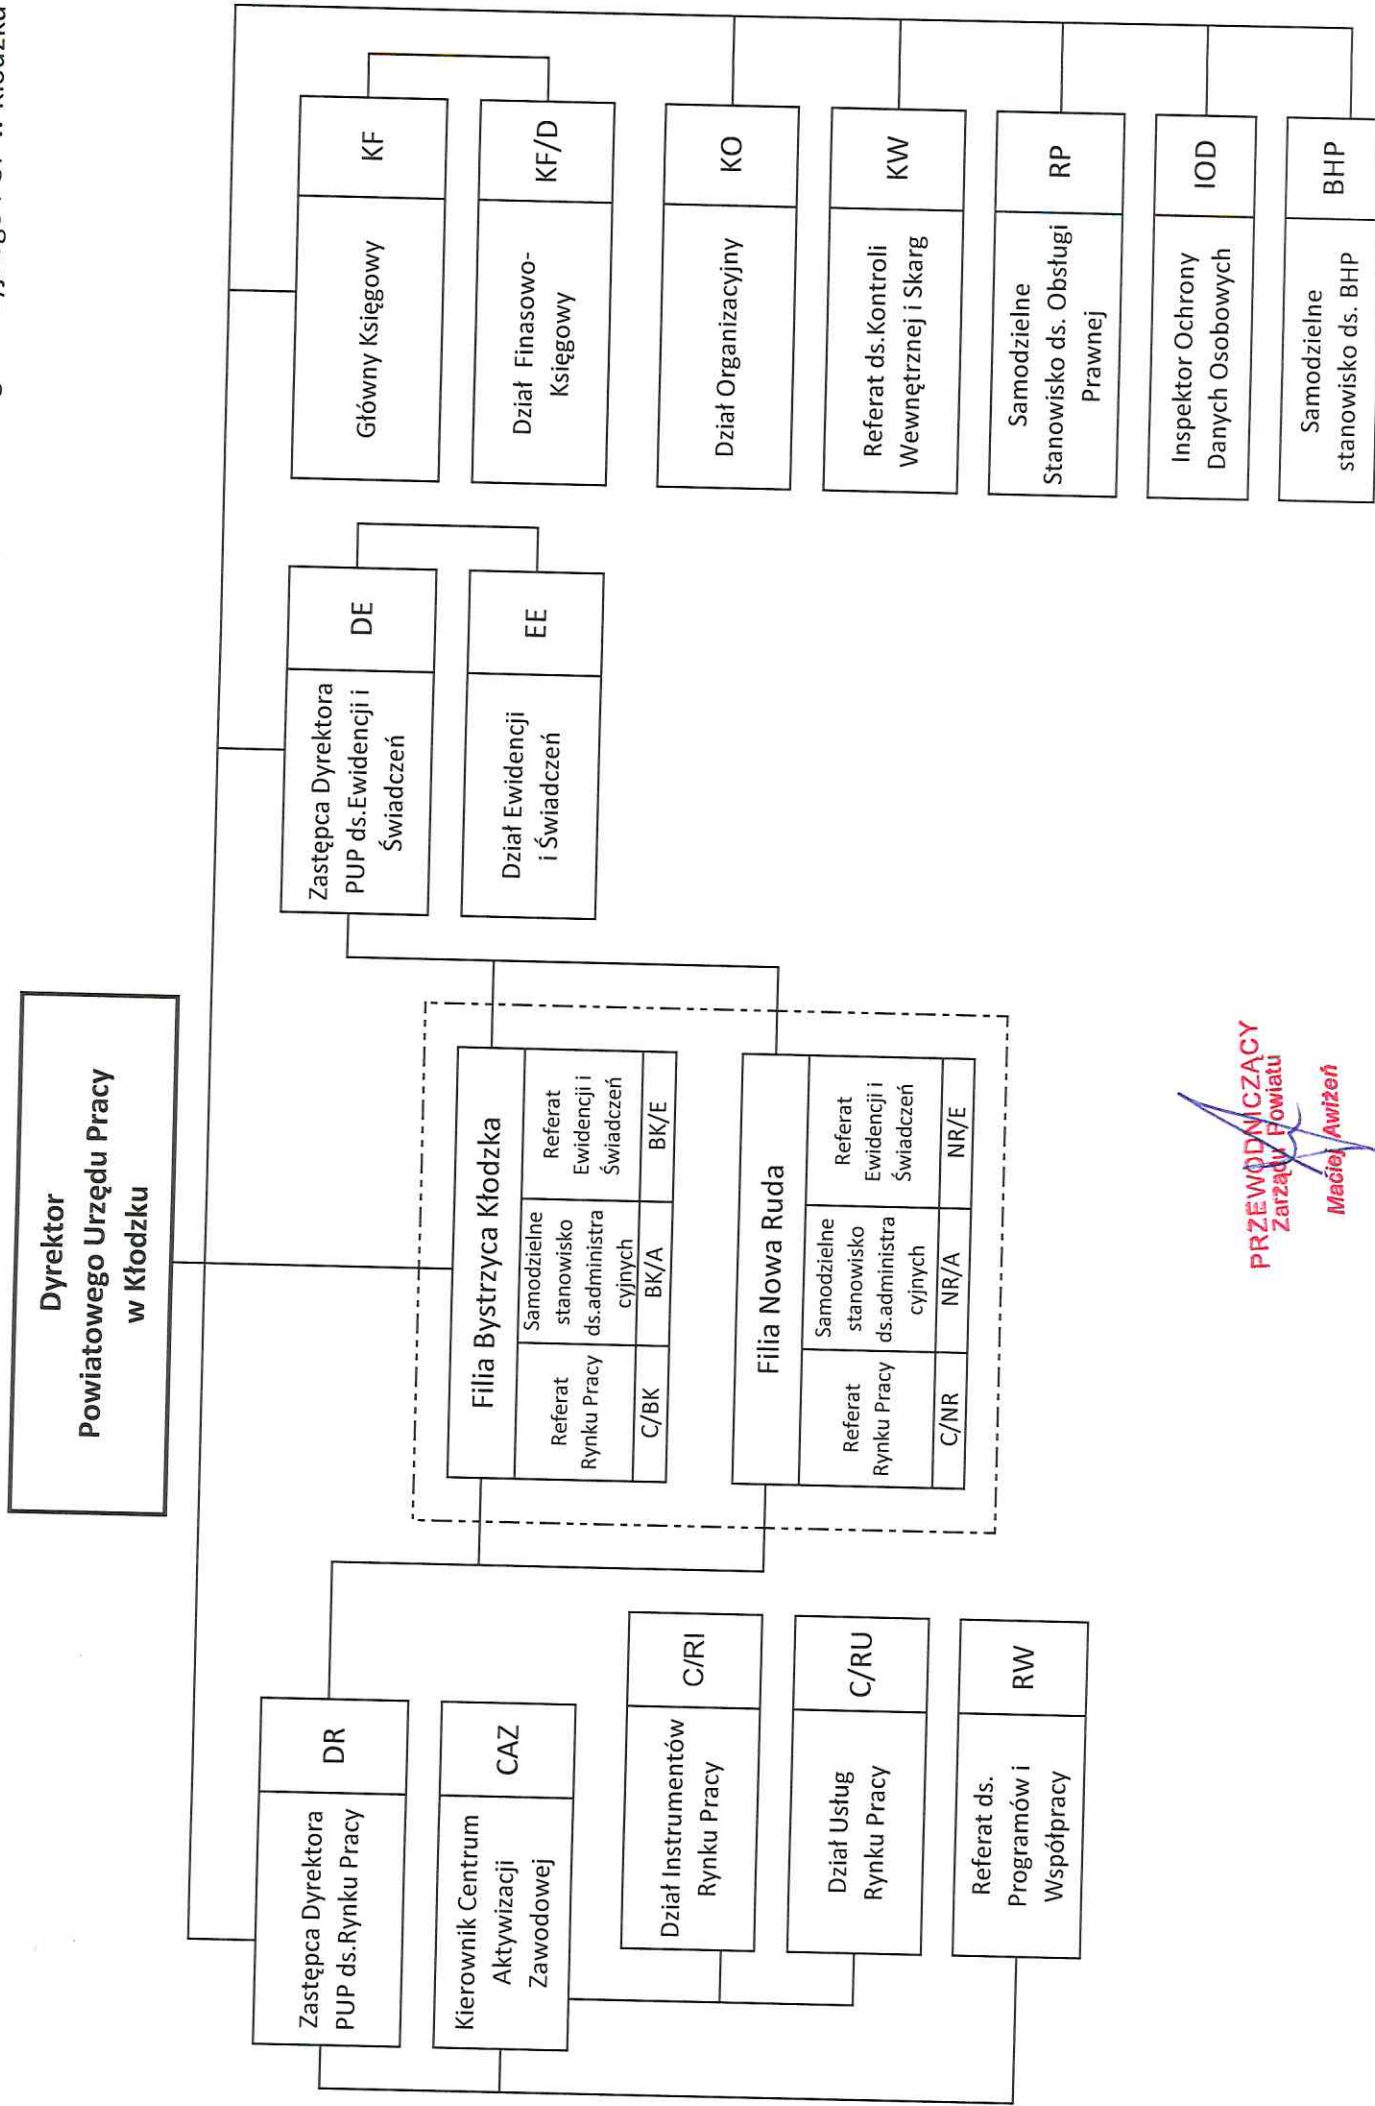 Dyrektor
Powiatowego Urzędu Pracy
w Kłodzku
Zastępca Dyrektora
PUP ds.Rynku Pracy
DR
Kierownik Centrum
Aktywizacji
Zawodowej
CAZ
Dział Instrumentów
Rynku Pracy
C/RI
Dział Usług
Rynku Pracy
C/RU
Referat ds.
Programów i
Współpracy
RW
Filia Bystrzyca Kłodzka
Referat
Rynku Pracy
C/BK
Samodzielne
stanowisko
ds.administra
cyjnych
BK/A
Referat
Ewidencji i
Świadczeń
BK/E
Filia Nowa Ruda
Referat
Rynku Pracy
C/NR
Samodzielne
stanowisko
ds.administra
cyjnych
NR/A
Referat
Ewidencji i
Świadczeń
NR/E
Zastępca Dyrektora
PUP ds.Ewidencji i
Świadczeń
DE
Dział Ewidencji
i Świadczeń
EE
Główny Księgowy
KF
Dział Finasowo-
Księgowy
KF/D
Dział Organizacyjny
KO
Referat ds.Kontroli
Wewnętrznej i Skarg
KW
Samodzielne
Stanowisko ds. Obsługi
Prawnej
RP
Inspektor Ochrony
Danych Osobowych
IOD
Samodzielne
stanowisko ds. BHP
BHP
PRZEWODNICZĄCY
Zarządu Powiatu
Maciej Awiżeń